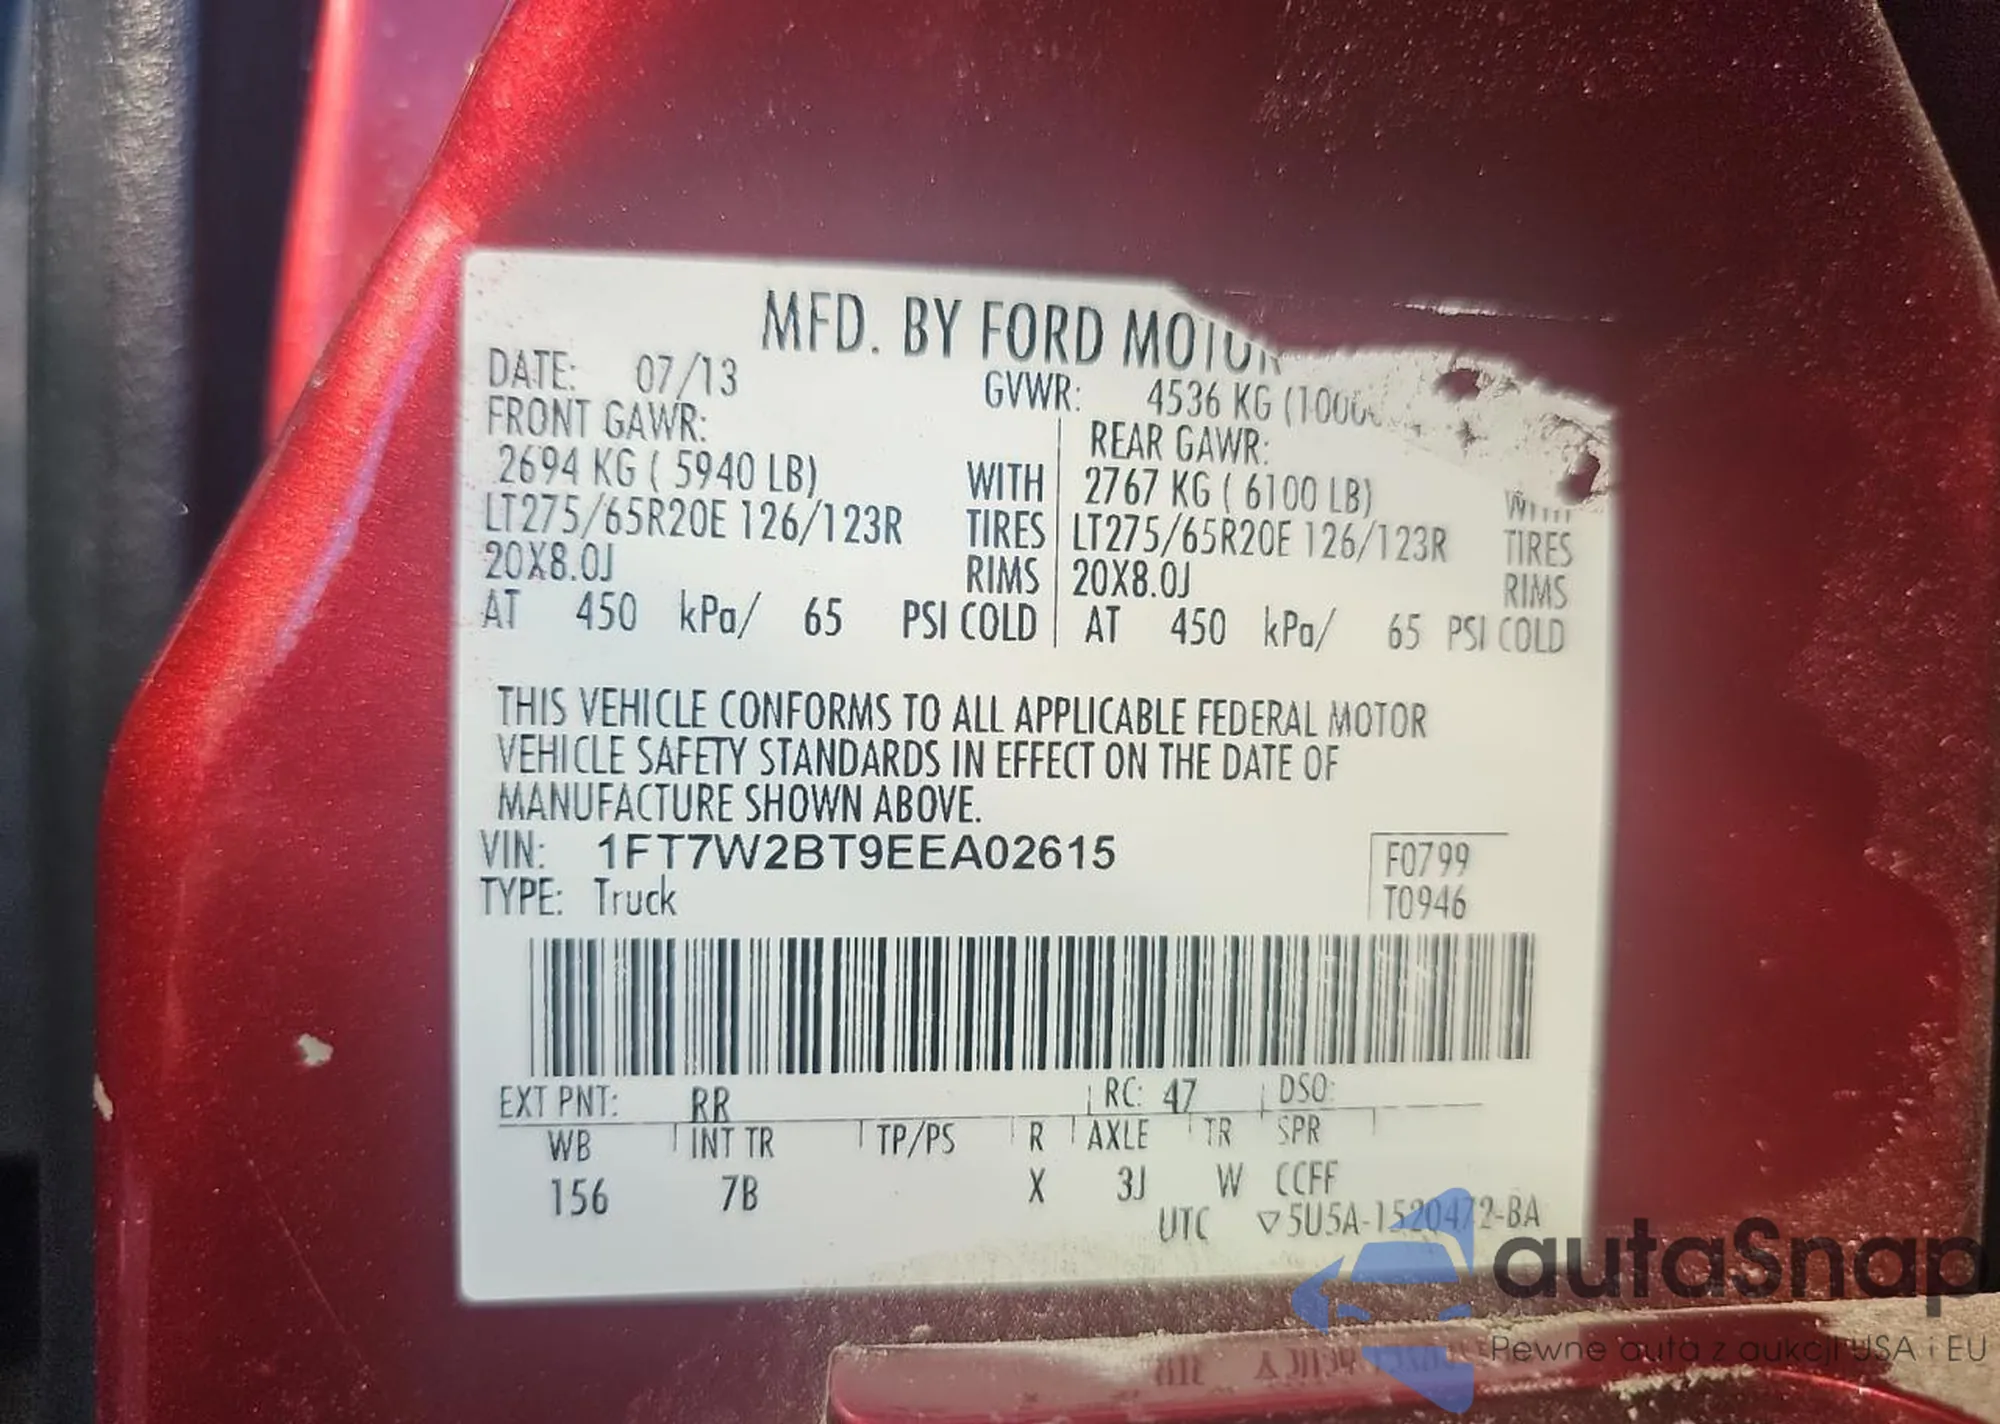 MFD. BY FORD MOTOR
DATE: 07/13 GVWR: 4536 KG (1000
FRONT GAWR: REAR GAWR:
2694 KG ( 5940 LB) WITH 2767 KG ( 6100 LB) WITH
LT275/65R20E 126/123R TIRES LT275/65R20E 126/123R TIRES
20X8.0J RIMS 20X8.0J RIMS
AT 450 kPa/ 65 PSI COLD AT 450 kPa/ 65 PSI COLD
THIS VEHICLE CONFORMS TO ALL APPLICABLE FEDERAL MOTOR
VEHICLE SAFETY STANDARDS IN EFFECT ON THE DATE OF
MANUFACTURE SHOWN ABOVE.
VIN: 1FT7W2BT9EEA02615 F0799
TYPE: Truck T0946
EXT PNT: RR RC: 47 DSO:
WB INT TR TP/PS R AXLE TR SPR
156 7B X 3J W CCFF
UTC ▽5U5A-1520472-BA
autaSnap
Pewne auta z aukcji USA i EU